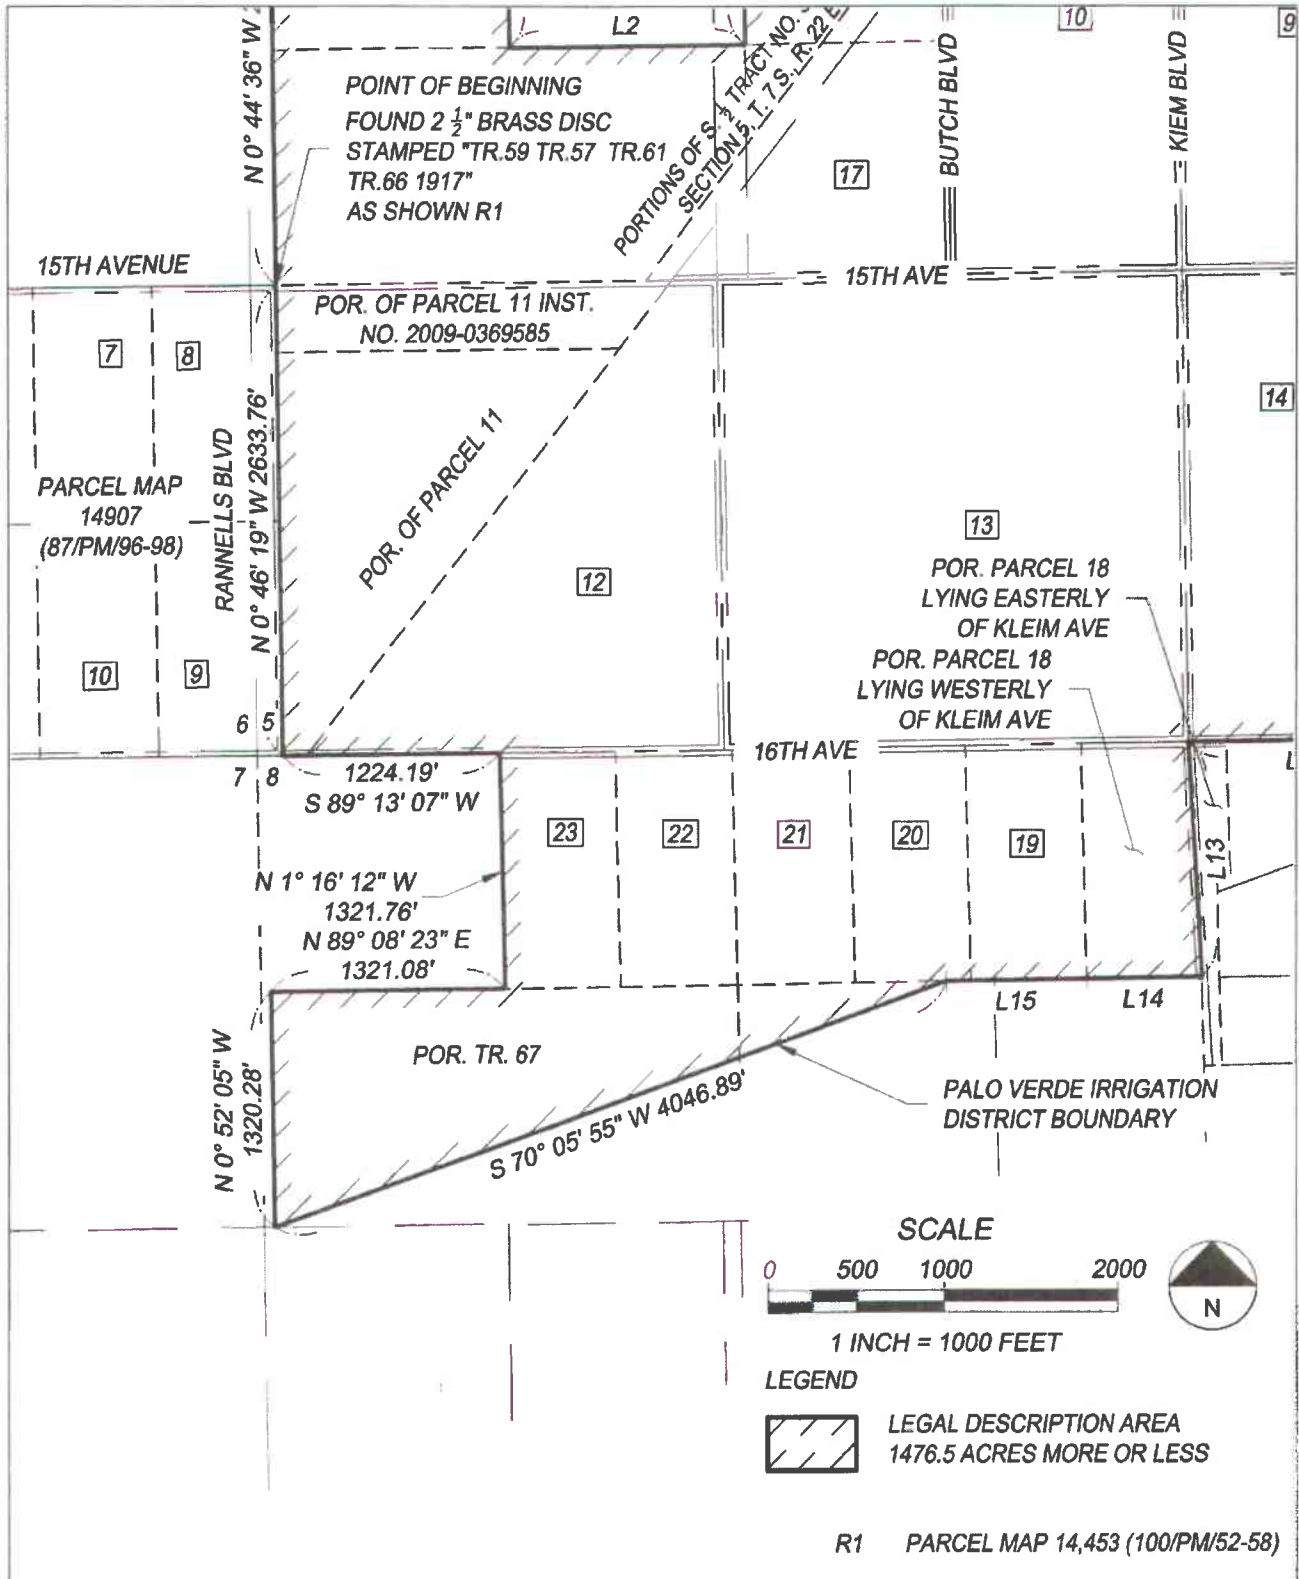 L2
10
9
N 0° 44' 36" W 2
POINT OF BEGINNING
FOUND 2 ½" BRASS DISC
STAMPED "TR.59 TR.57 TR.61
TR.66 1917"
AS SHOWN R1
PORTIONS OF S. ½ TRACT NO.
SECTION 5, T. 7 S., R. 22 E
17
BUTCH BLVD
KIEM BLVD
15TH AVENUE
15TH AVE
POR. OF PARCEL 11 INST.
NO. 2009-0369585
7
8
14
RANNELLS BLVD
N 0° 46' 19" W 2633.76'
POR. OF PARCEL 11
PARCEL MAP
14907
(87/PM/96-98)
13
12
POR. PARCEL 18
LYING EASTERLY
OF KLEIM AVE
POR. PARCEL 18
LYING WESTERLY
OF KLEIM AVE
10
9
6 5
7 8
16TH AVE
1224.19'
S 89° 13' 07" W
23
22
21
20
19
L13
N 1° 16' 12" W
1321.76'
N 89° 08' 23" E
1321.08'
L15
L14
N 0° 52' 05" W
1320.28'
POR. TR. 67
S 70° 05' 55" W 4046.89'
PALO VERDE IRRIGATION
DISTRICT BOUNDARY
SCALE
0 500 1000 2000
1 INCH = 1000 FEET
N
LEGEND
LEGAL DESCRIPTION AREA
1476.5 ACRES MORE OR LESS
R1 PARCEL MAP 14,453 (100/PM/52-58)